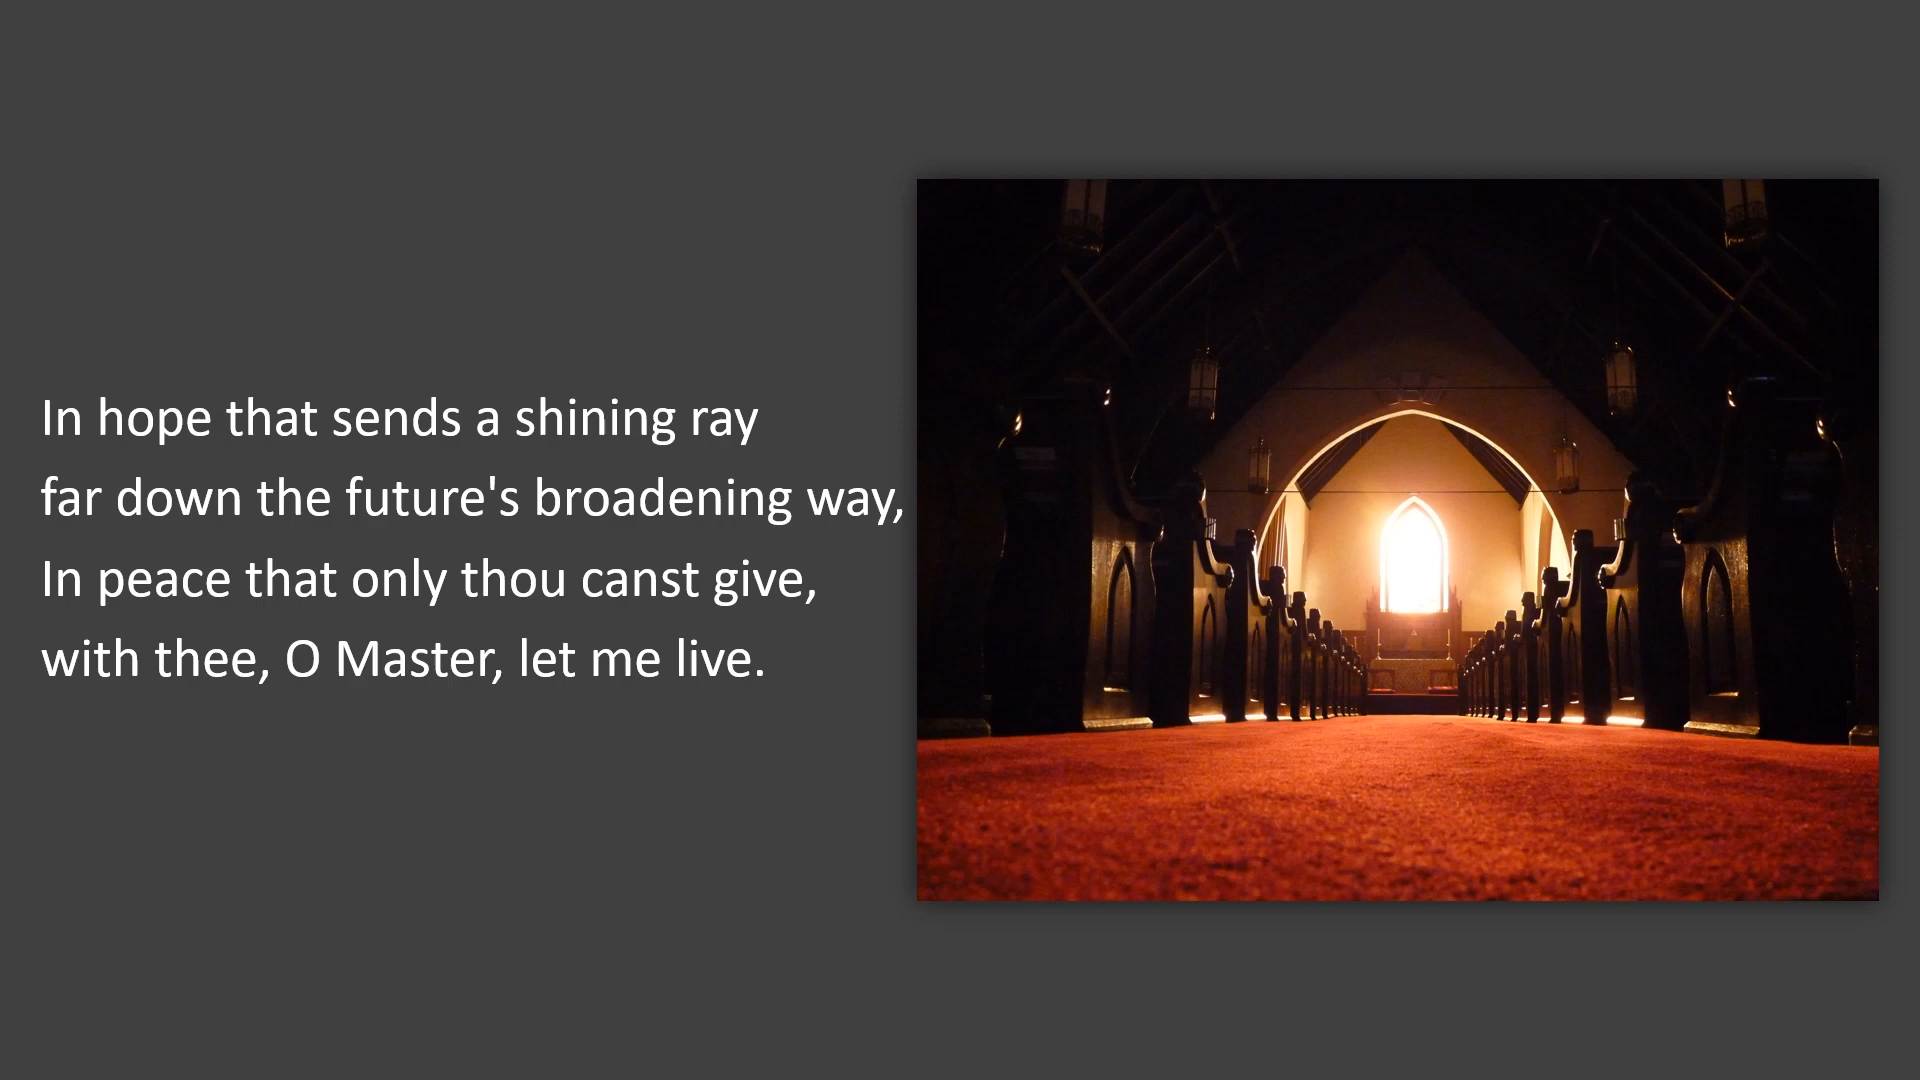 In hope that sends a shining ray
far down the future's broadening way,
In peace that only thou canst give,
with thee, O Master, let me live.